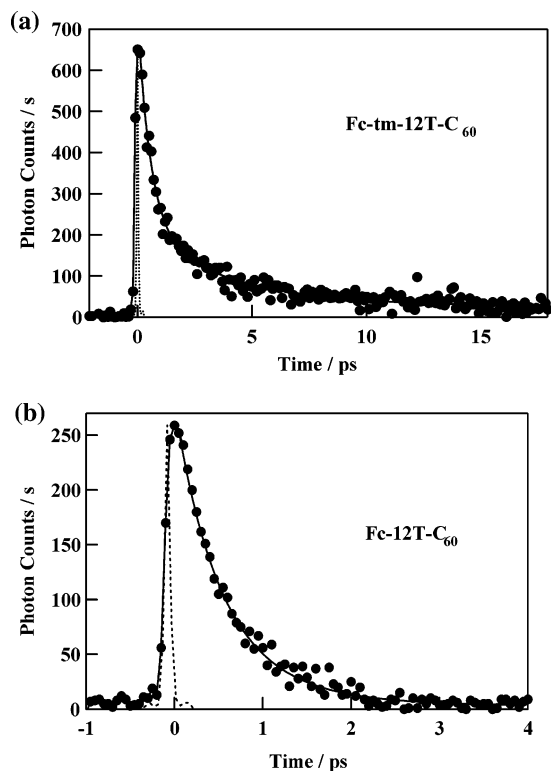 (a)
700
600
500
400
300
200
100
0
Photon Counts / s
Fc-tm-12T-C60
0 5 10 15
Time / ps
(b)
250
200
150
100
50
0
Photon Counts / s
Fc-12T-C60
-1 0 1 2 3 4
Time / ps